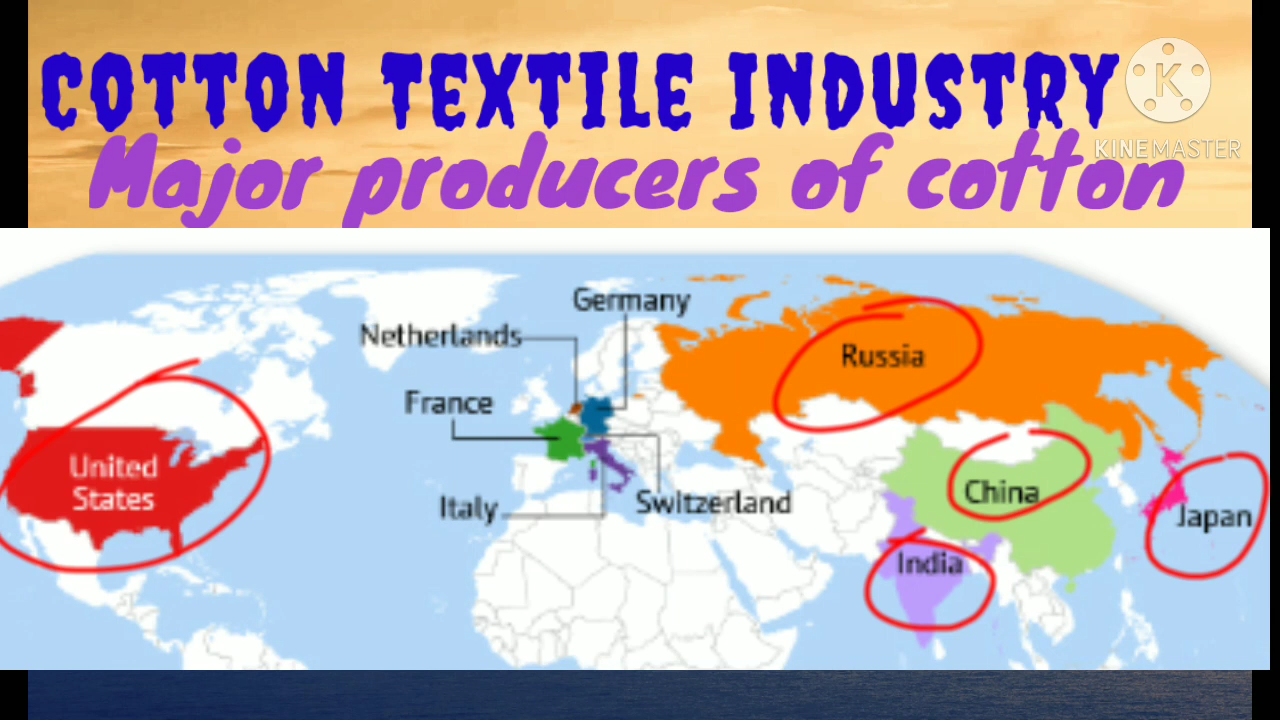 COTTON TEXTILE INDUSTRY
K
KINEMASTER
Major producers of cotton
Germany
Netherlands
Russia
France
United
States
China
Italy
Switzerland
Japan
India